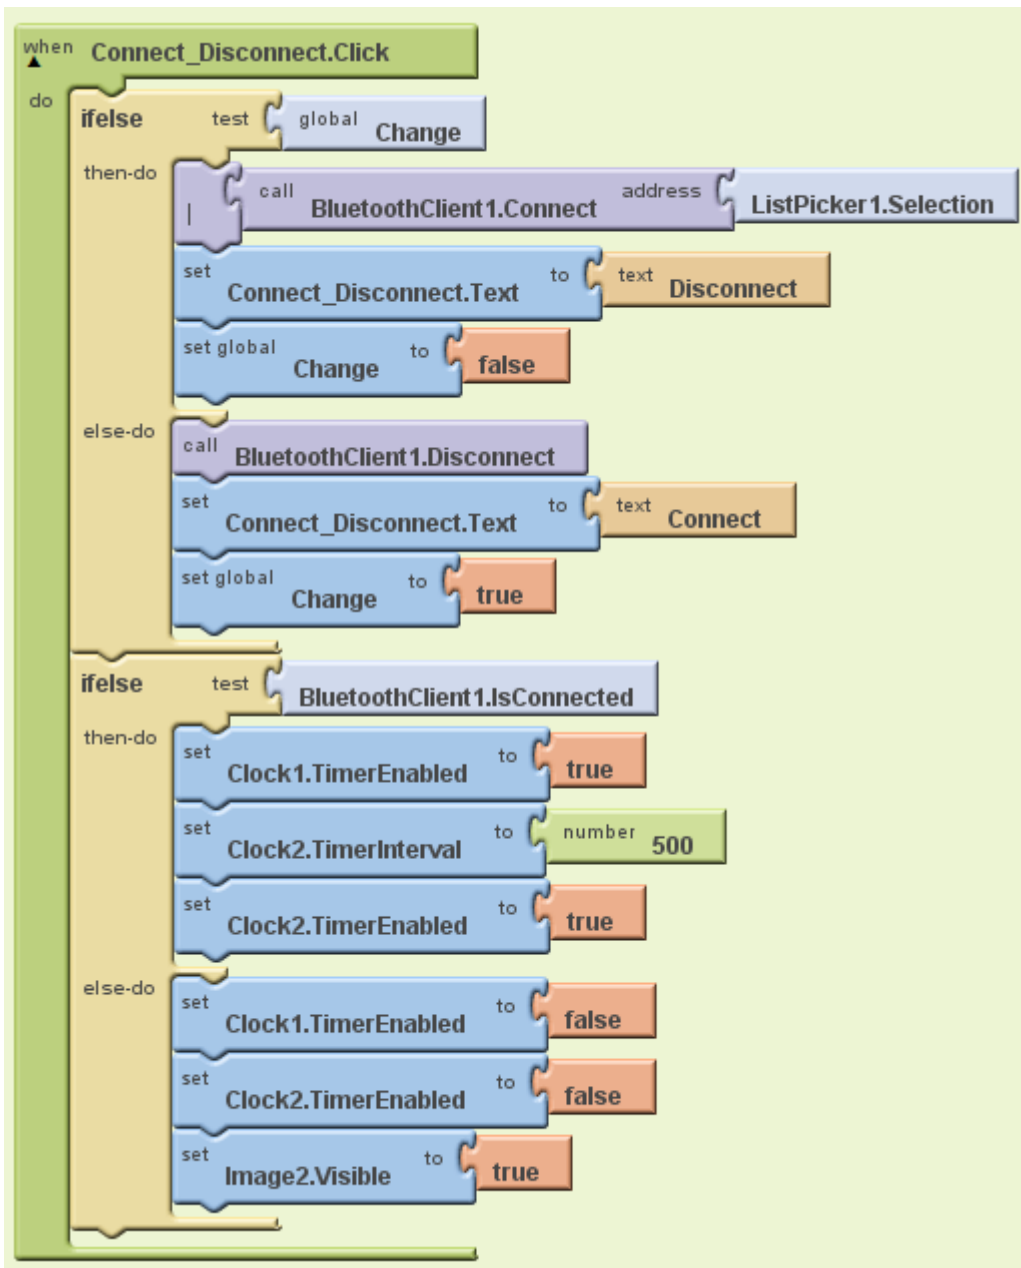 when Connect_Disconnect.Click
do
ifelse test global Change
then-do
call BluetoothClient1.Connect address ListPicker1.Selection
set Connect_Disconnect.Text to text Disconnect
set global Change to false
else-do
call BluetoothClient1.Disconnect
set Connect_Disconnect.Text to text Connect
set global Change to true
ifelse test BluetoothClient1.IsConnected
then-do
set Clock1.TimerEnabled to true
set Clock2.TimerInterval to number 500
set Clock2.TimerEnabled to true
else-do
set Clock1.TimerEnabled to false
set Clock2.TimerEnabled to false
set Image2.Visible to true